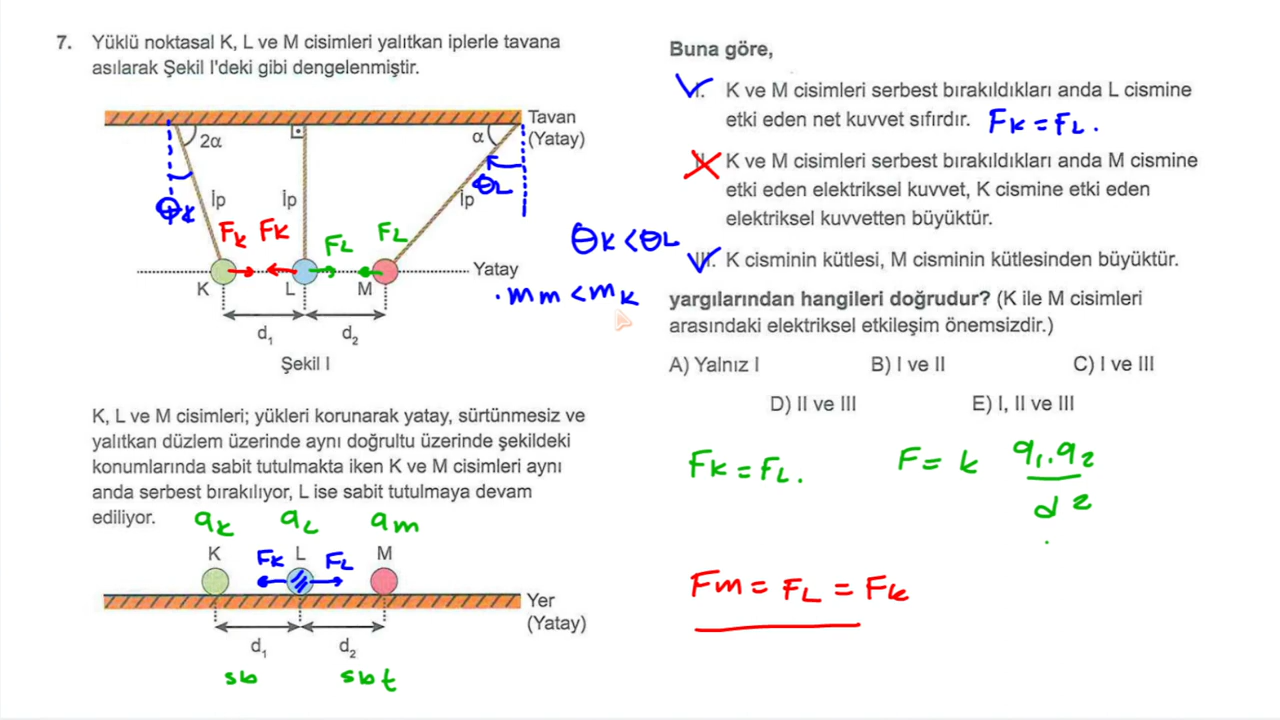 7. Yüklü noktasal K, L ve M cisimleri yalıtkan iplerle tavana
asılarak Şekil I'deki gibi dengelenmiştir.
Tavan
(Yatay)
2α
α
İp
İp
İp
θK
θL
FK FK
FL
FL
θK < θL
K
L
M
Yatay
mm < mK
d₁
d₂
Şekil I
K, L ve M cisimleri; yükleri korunarak yatay, sürtünmesiz ve
yalıtkan düzlem üzerinde aynı doğrultu üzerinde şekildeki
konumlarında sabit tutulmakta iken K ve M cisimleri aynı
anda serbest bırakılıyor, L ise sabit tutulmaya devam
ediliyor.
qK qL qm
K
L
M
FK
FL
Yer
(Yatay)
d₁
d₂
sb
sbt
Buna göre,
I. K ve M cisimleri serbest bırakıldıkları anda L cismine
etki eden net kuvvet sıfırdır. FK = FL.
II. K ve M cisimleri serbest bırakıldıkları anda M cismine
etki eden elektriksel kuvvet, K cismine etki eden
elektriksel kuvvetten büyüktür.
III. K cisminin kütlesi, M cisminin kütlesinden büyüktür.
yargılarından hangileri doğrudur? (K ile M cisimleri
arasındaki elektriksel etkileşim önemsizdir.)
A) Yalnız I
B) I ve II
C) I ve III
D) II ve III
E) I, II ve III
FK = FL.
F = k q₁.q₂
d²
Fm = FL = FK